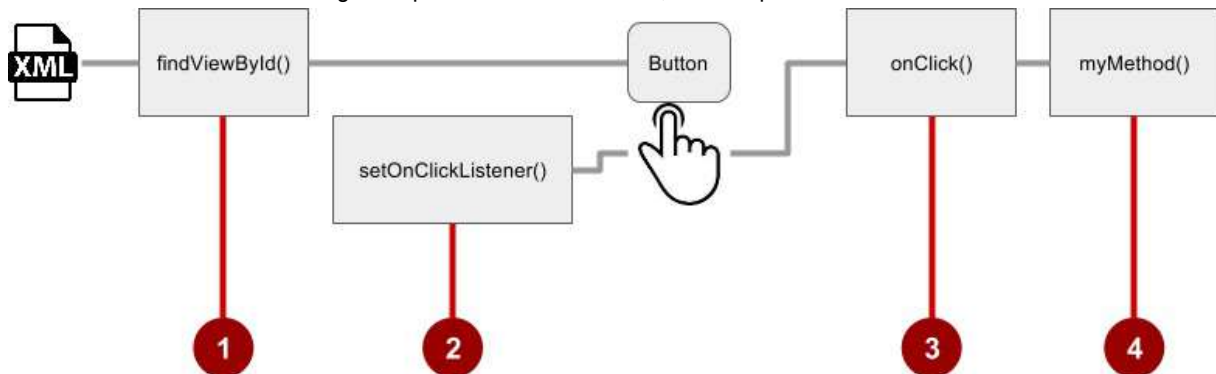 XML
findViewById()
Button
onClick()
myMethod()
setOnClickListener()
1
2
3
4